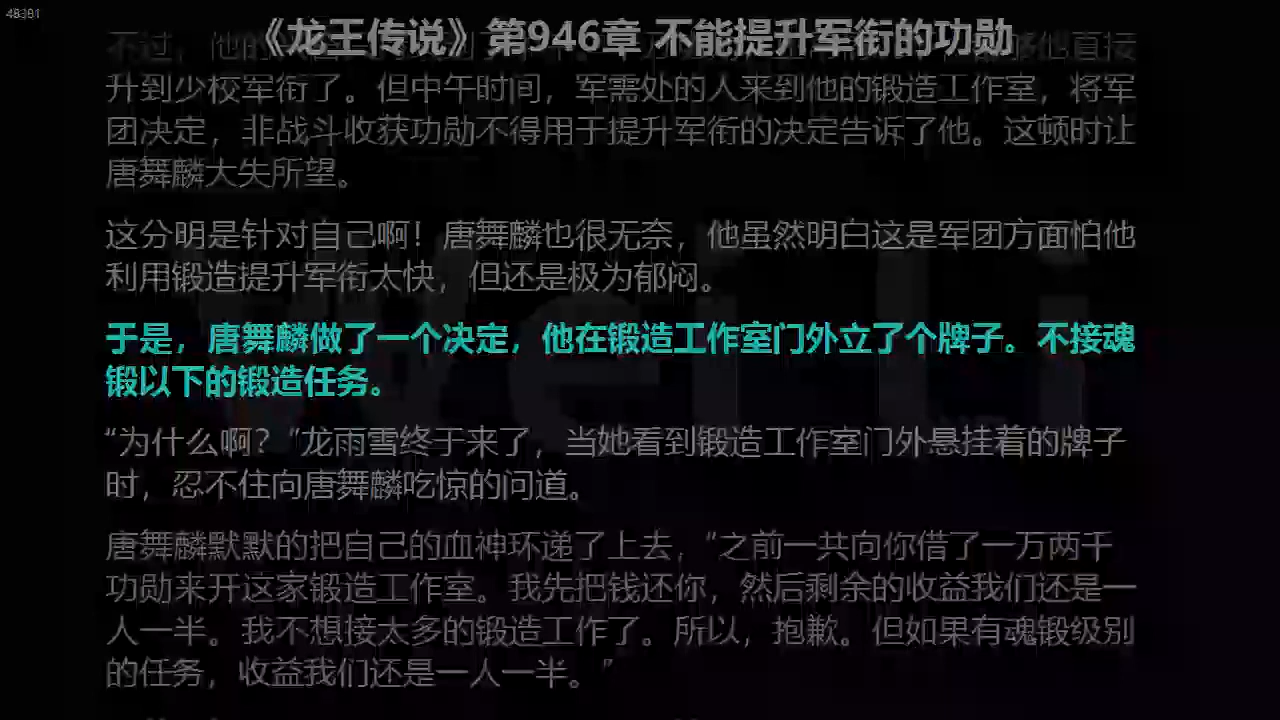 《龙王传说》第946章 不能提升军衔的功勋
升到少校军衔了。但中午时间，军需处的人来到他的锻造工作室，将军
团决定，非战斗收获功勋不得用于提升军衔的决定告诉了他。这顿时让
唐舞麟大失所望。
这分明是针对自己啊！唐舞麟也很无奈，他虽然明白这是军团方面怕他
利用锻造提升军衔太快，但还是极为郁闷。
于是，唐舞麟做了一个决定，他在锻造工作室门外立了个牌子。不接魂
锻以下的锻造任务。
“为什么啊？”龙雨雪终于来了，当她看到锻造工作室门外悬挂着的牌子
时，忍不住向唐舞麟吃惊的问道。
唐舞麟默默的把自己的血神环递了上去，“之前一共向你借了一万两千
功勋来开这家锻造工作室。我先把钱还你，然后剩余的收益我们还是一
人一半。我不想接太多的锻造工作了。所以，抱歉。但如果有魂锻级别
的任务，收益我们还是一人一半。”